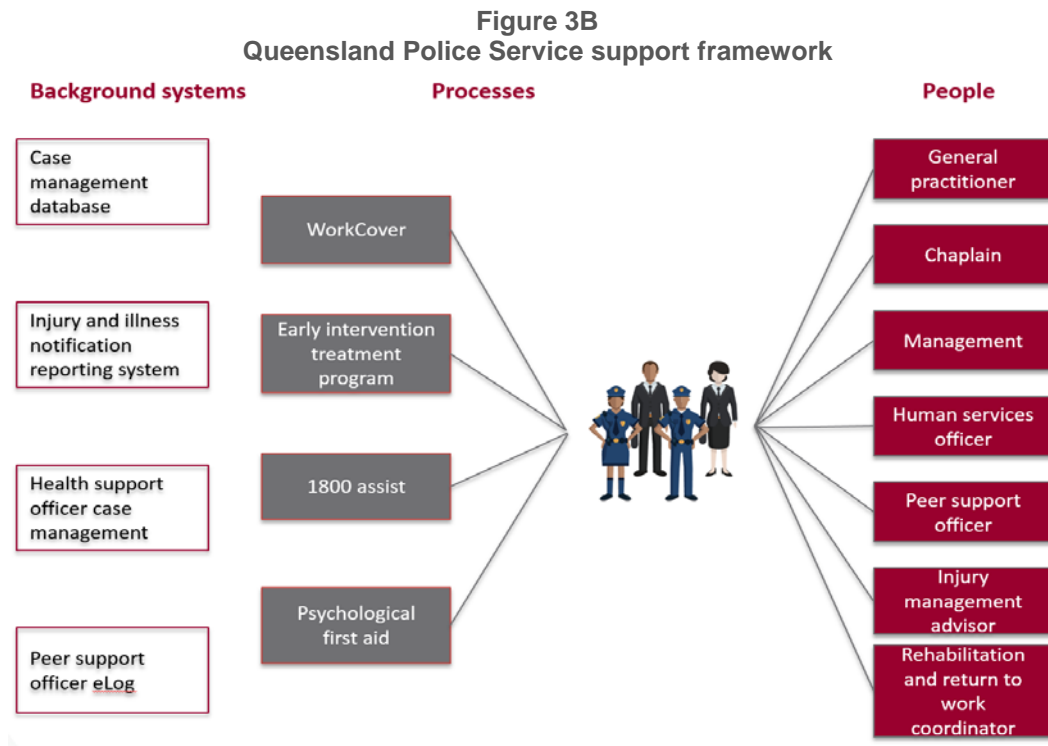 Figure 3B
Queensland Police Service support framework
Background systems
Processes
People
Case
management
database
Injury and illness
notification
reporting system
Health support
officer case
management
Peer support
officer eLog
WorkCover
Early intervention
treatment
program
1800 assist
Psychological
first aid
General
practitioner
Chaplain
Management
Human services
officer
Peer support
officer
Injury
management
advisor
Rehabilitation
and return to
work
coordinator